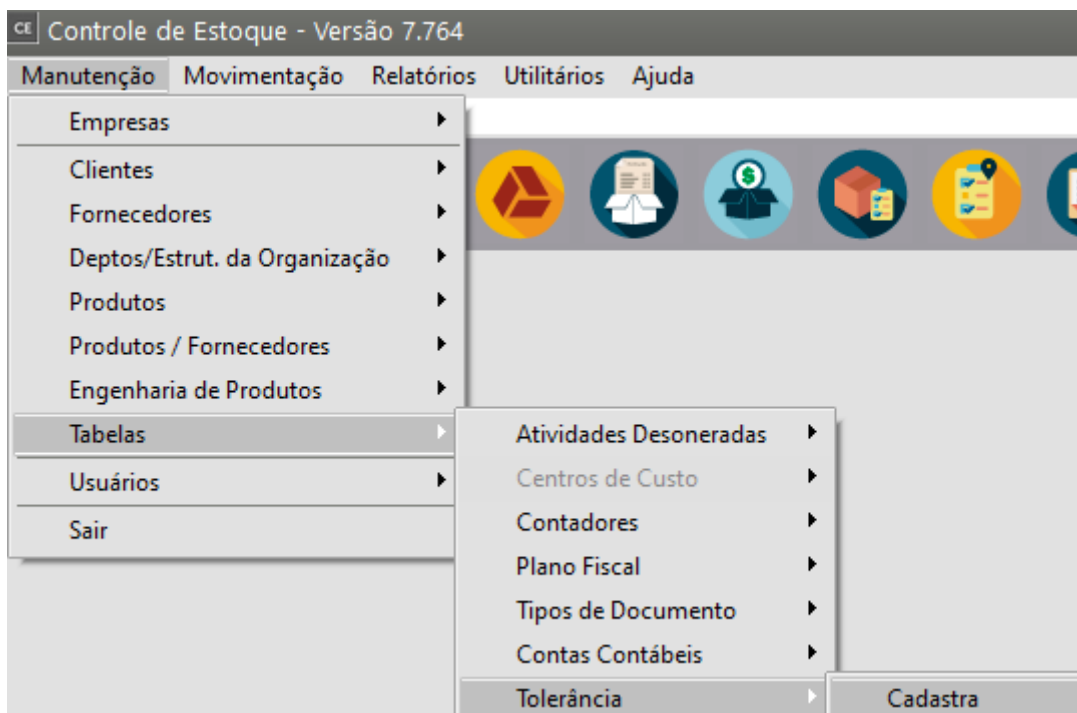 CE Controle de Estoque - Versão 7.764
Manutenção Movimentação Relatórios Utilitários Ajuda
Empresas
Clientes
Fornecedores
Deptos/Estrut. da Organização
Produtos
Produtos / Fornecedores
Engenharia de Produtos
Tabelas
Usuários
Sair
Atividades Desoneradas
Centros de Custo
Contadores
Plano Fiscal
Tipos de Documento
Contas Contábeis
Tolerância
Cadastra